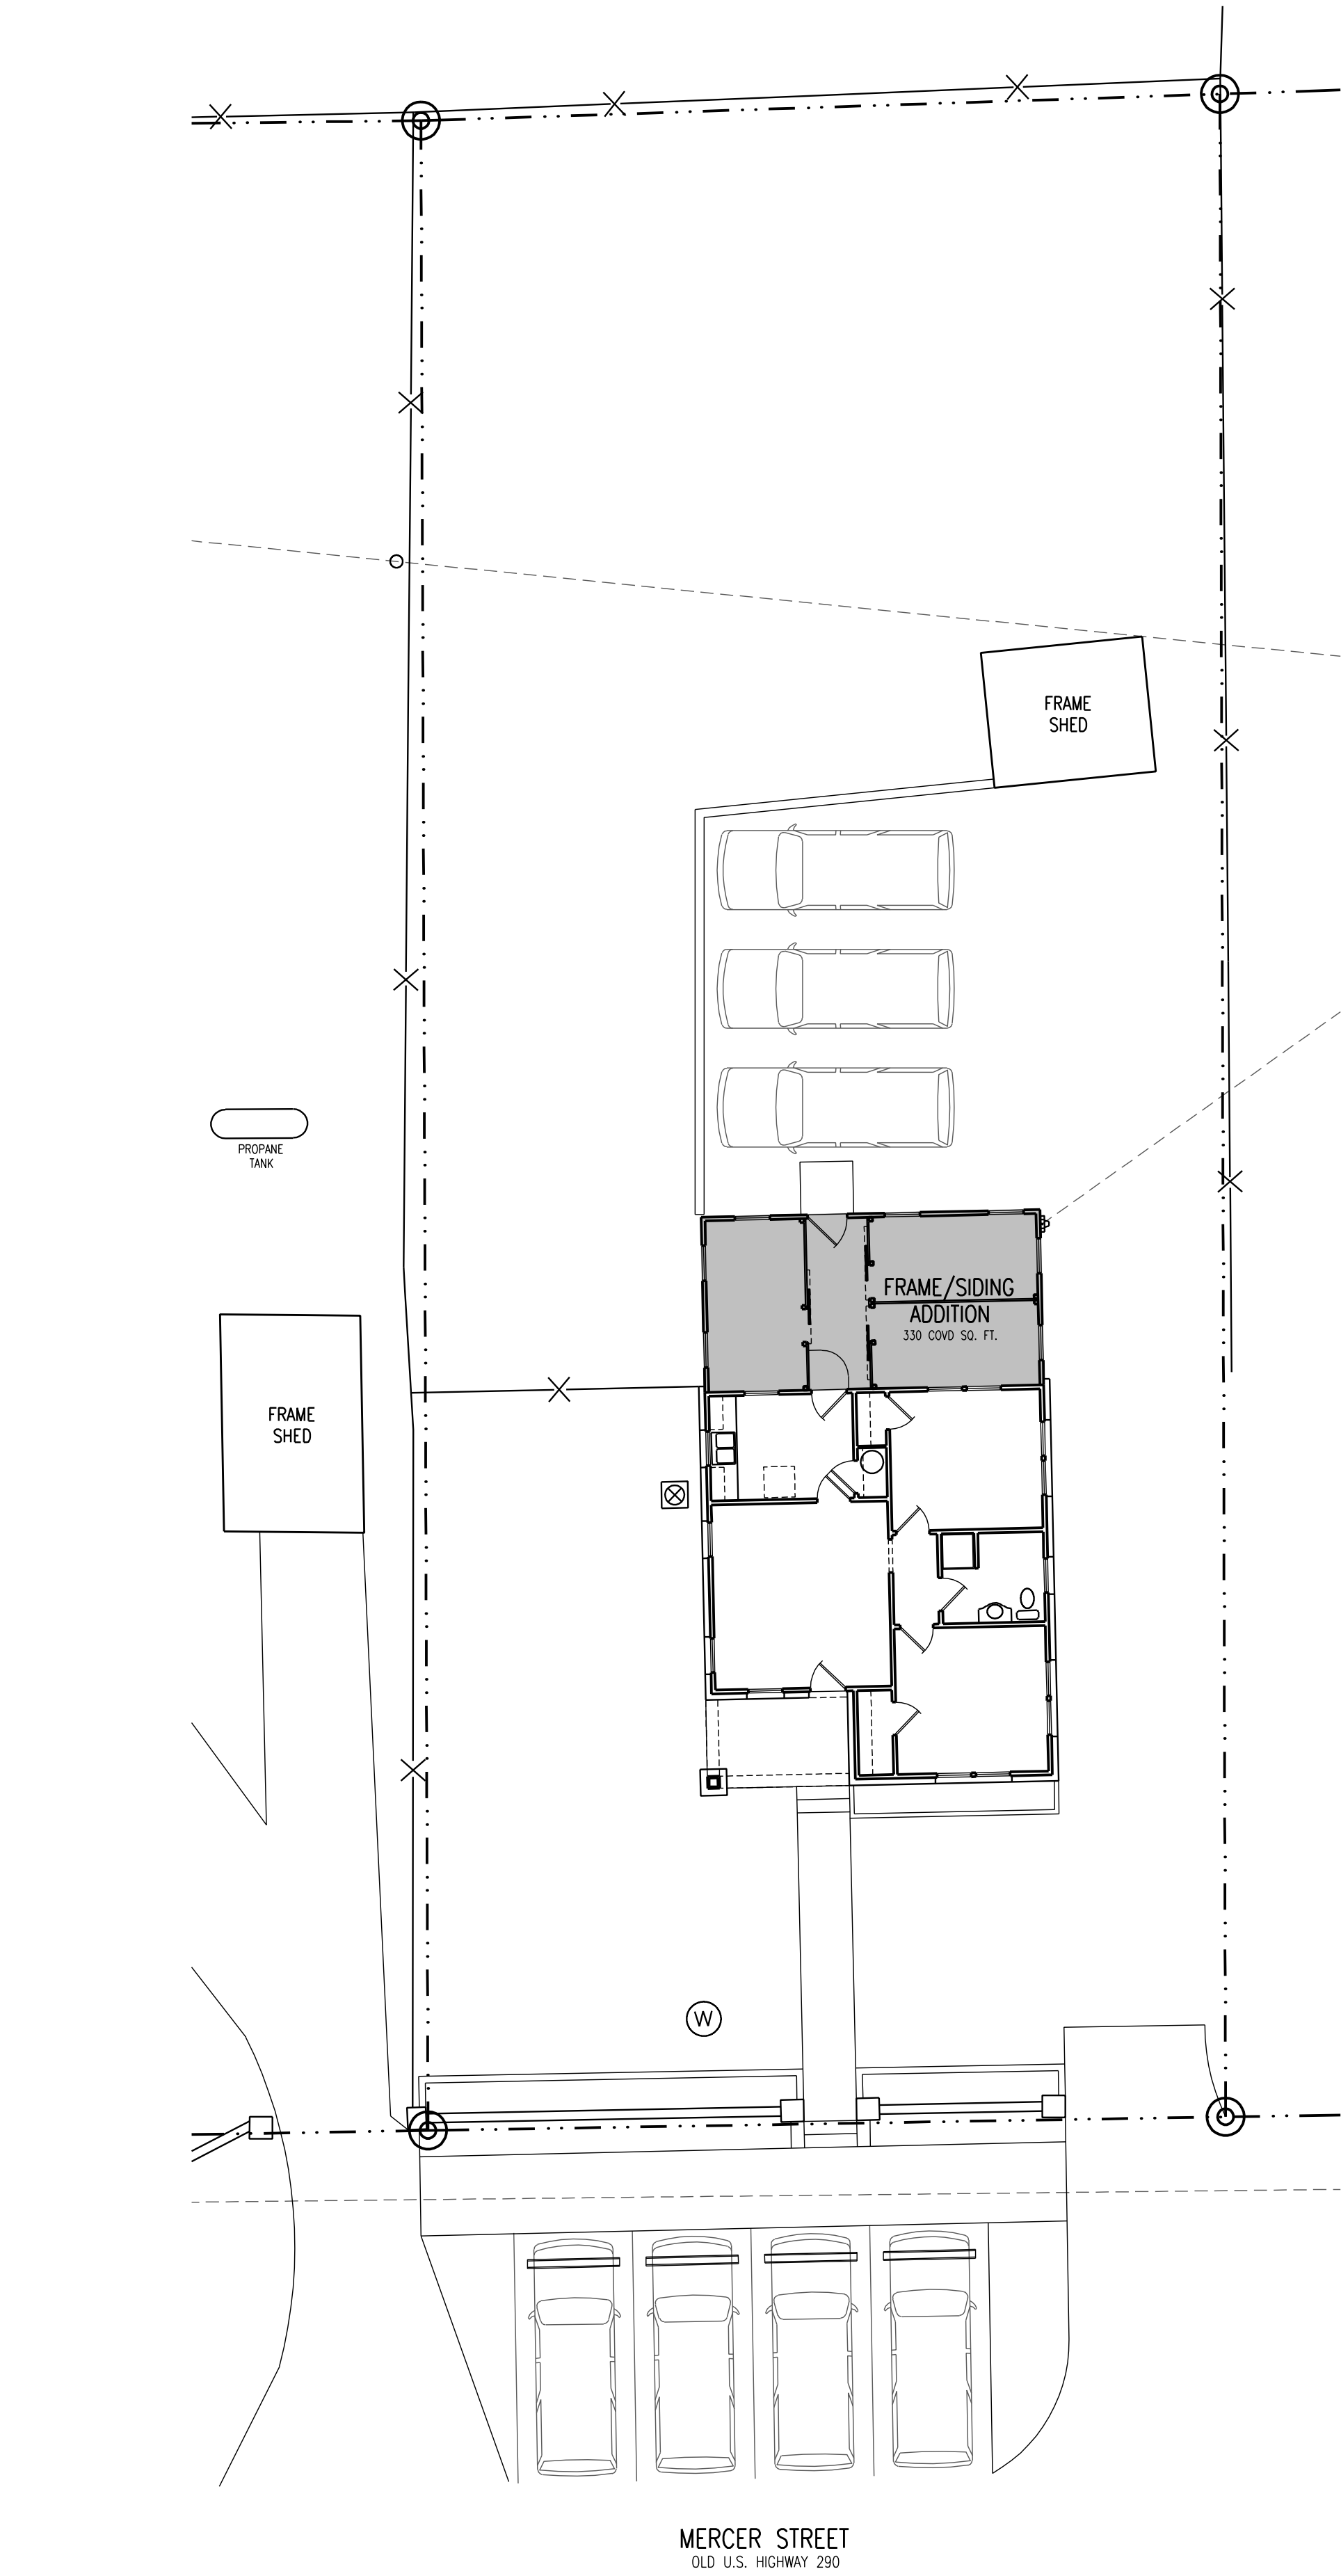 FRAME
SHED
PROPANE
TANK
FRAME/SIDING
ADDITION
330 COVD SQ. FT.
FRAME
SHED
W
MERCER STREET
OLD U.S. HIGHWAY 290